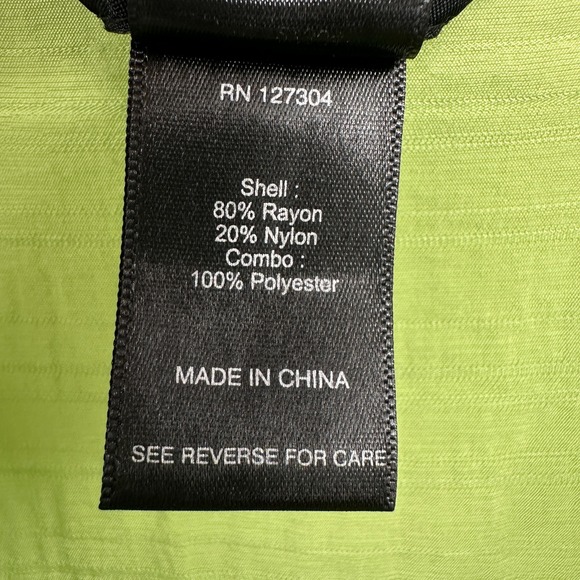 RN 127304
Shell :
80% Rayon
20% Nylon
Combo :
100% Polyester
MADE IN CHINA
SEE REVERSE FOR CARE